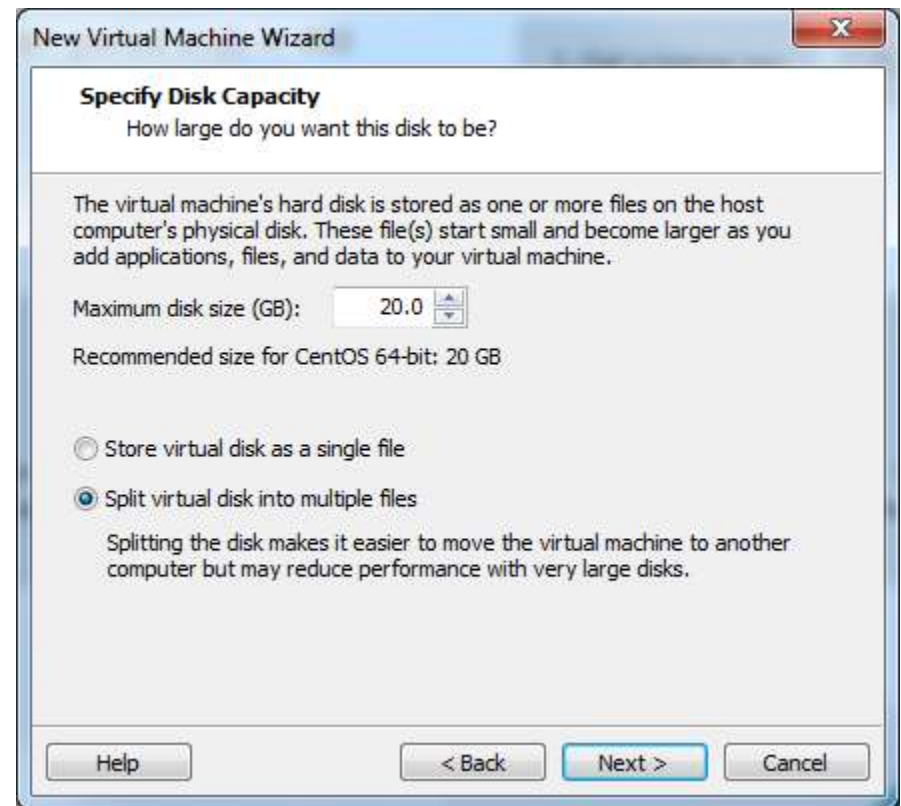 New Virtual Machine Wizard
Specify Disk Capacity
How large do you want this disk to be?
The virtual machine's hard disk is stored as one or more files on the host
computer's physical disk. These file(s) start small and become larger as you
add applications, files, and data to your virtual machine.
Maximum disk size (GB): 20.0
Recommended size for CentOS 64-bit: 20 GB
Store virtual disk as a single file
Split virtual disk into multiple files
Splitting the disk makes it easier to move the virtual machine to another
computer but may reduce performance with very large disks.
Help < Back Next > Cancel